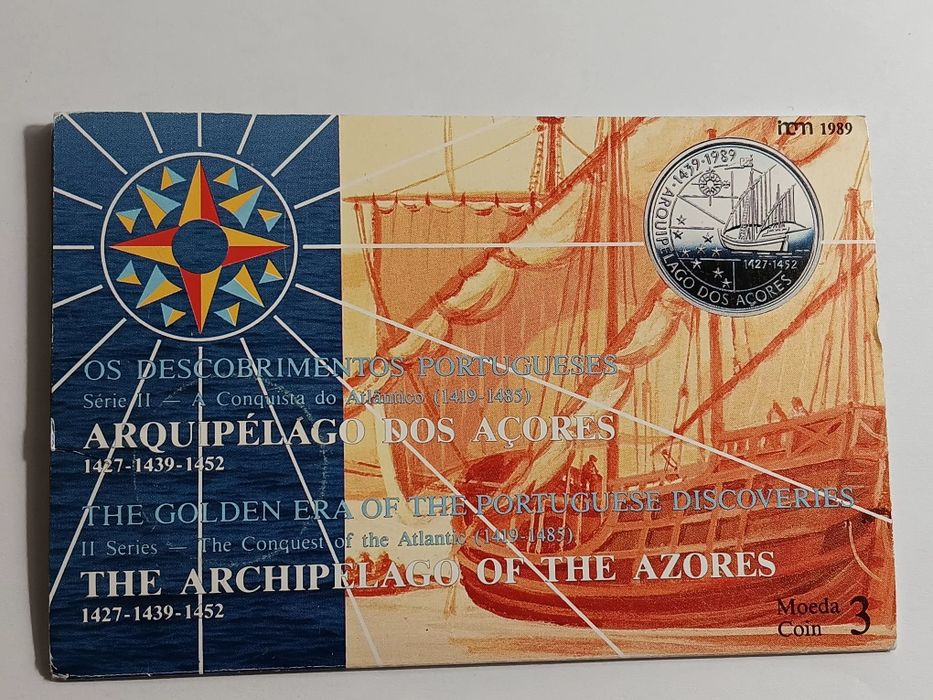 incm 1989
1439·1989
ARQUIPÉLAGO DOS AÇORES
1427·1452
OS DESCOBRIMENTOS PORTUGUESES
Série II — A Conquista do Atlântico (1419-1485)
ARQUIPÉLAGO DOS AÇORES
1427-1439-1452
THE GOLDEN ERA OF THE PORTUGUESE DISCOVERIES
II Series — The Conquest of the Atlantic (1419-1485)
THE ARCHIPELAGO OF THE AZORES
1427-1439-1452
Moeda 3
Coin